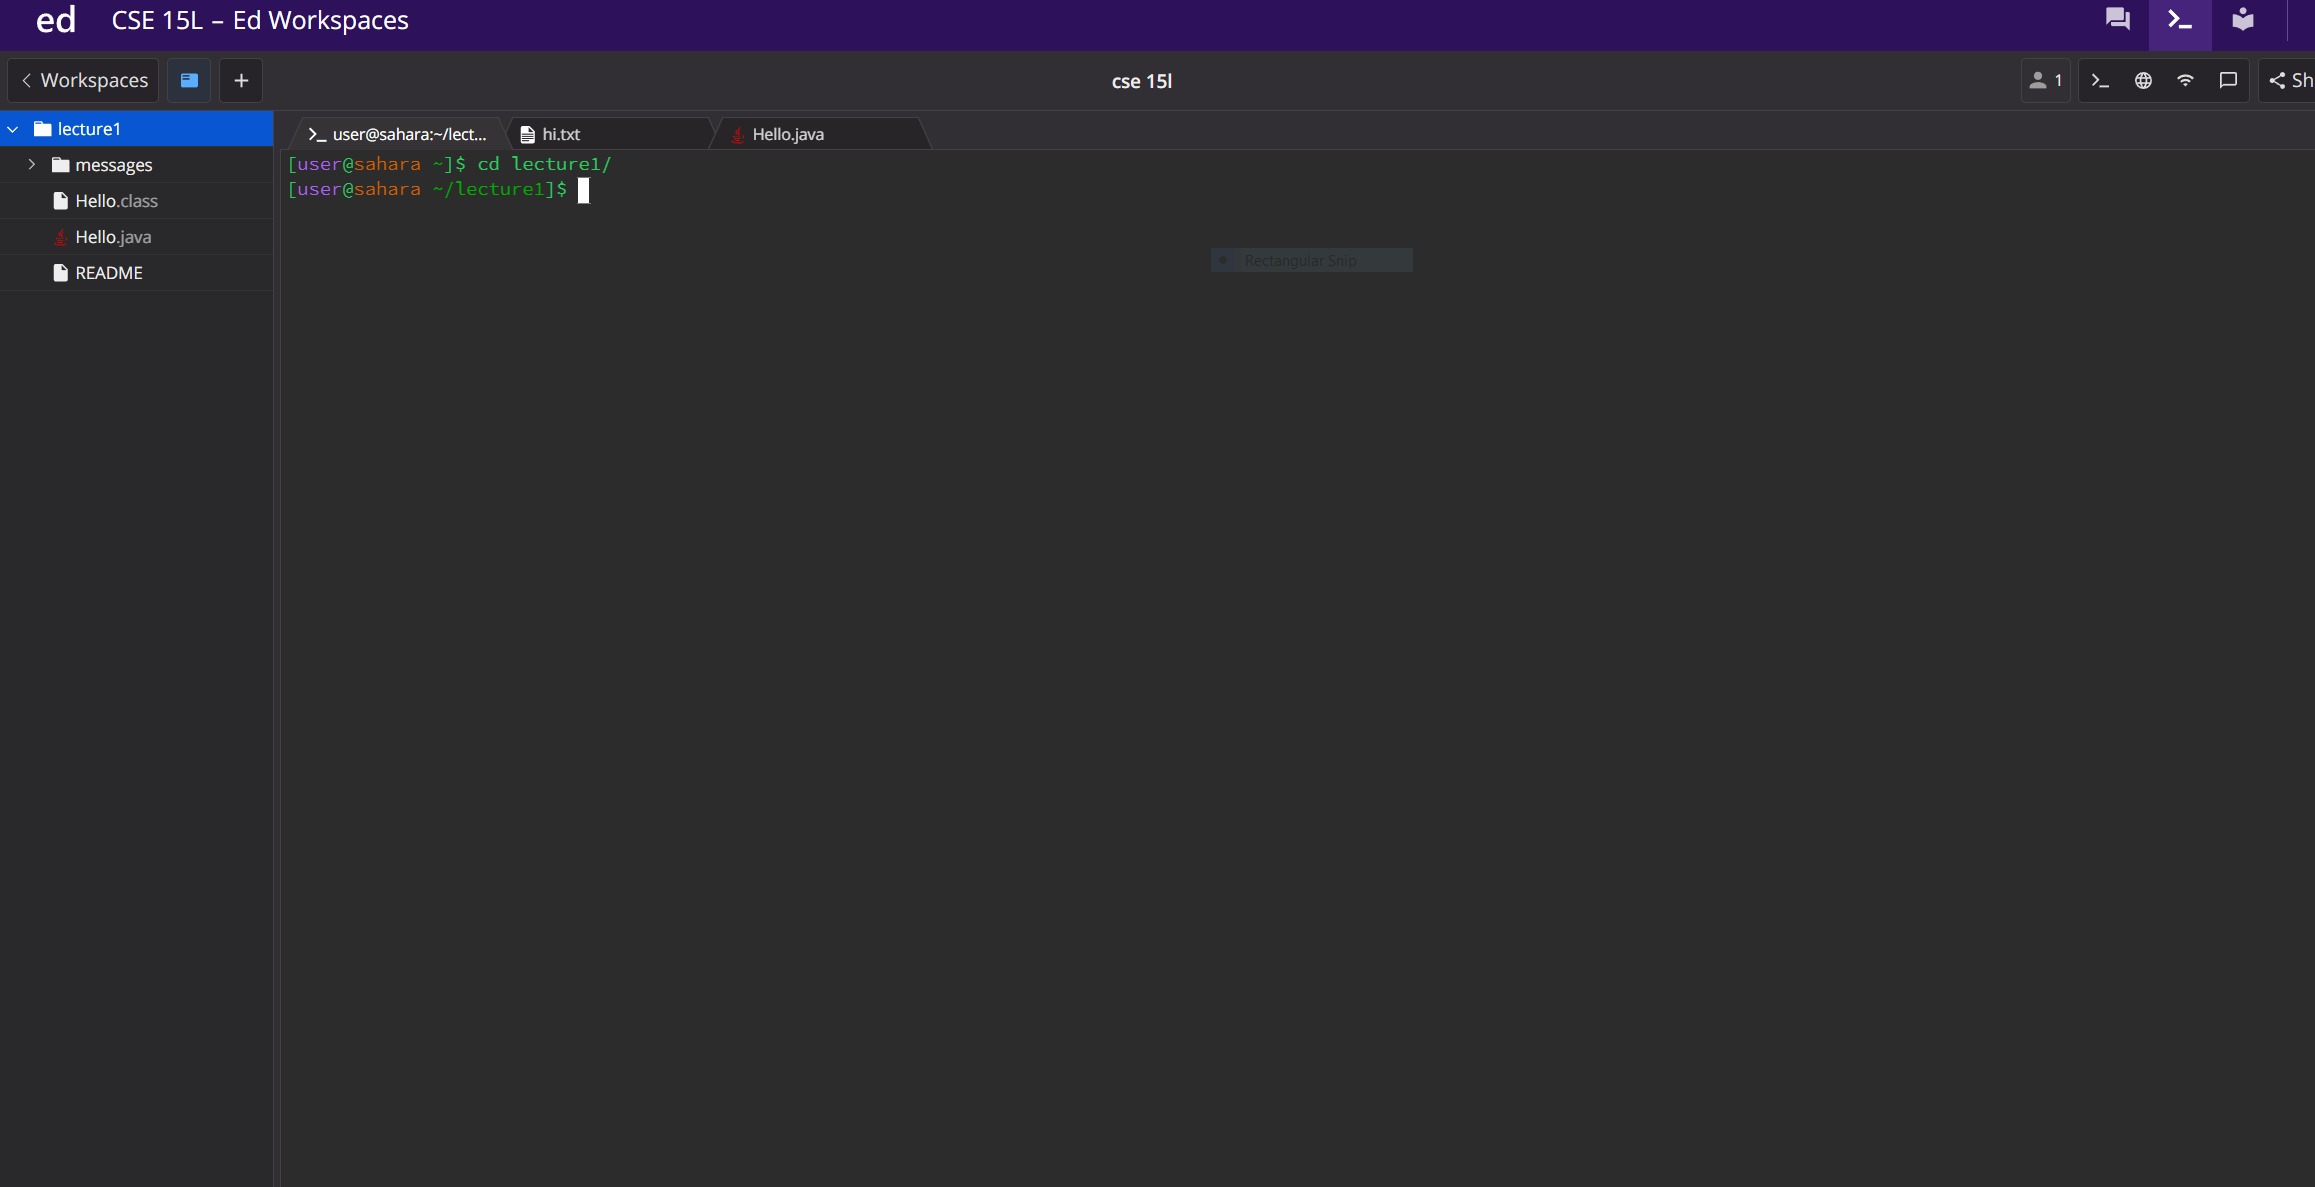 ed CSE 15L – Ed Workspaces
Workspaces + cse 15l 1 Sh
lecture1
messages
Hello.class
Hello.java
README
user@sahara:~/lect... hi.txt Hello.java
[user@sahara ~]$ cd lecture1/
[user@sahara ~/lecture1]$
Rectangular Snip